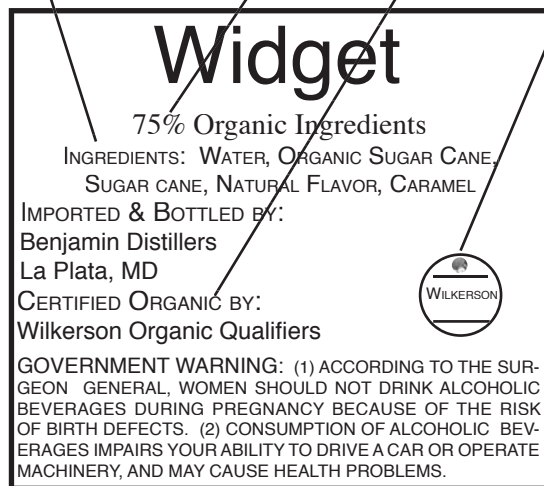 Widget
75% Organic Ingredients
INGREDIENTS: WATER, ORGANIC SUGAR CANE,
SUGAR CANE, NATURAL FLAVOR, CARAMEL
IMPORTED & BOTTLED BY:
Benjamin Distillers
La Plata, MD
CERTIFIED ORGANIC BY:
Wilkerson Organic Qualifiers
WILKERSON
GOVERNMENT WARNING: (1) ACCORDING TO THE SUR-
GEON GENERAL, WOMEN SHOULD NOT DRINK ALCOHOLIC
BEVERAGES DURING PREGNANCY BECAUSE OF THE RISK
OF BIRTH DEFECTS. (2) CONSUMPTION OF ALCOHOLIC BEV-
ERAGES IMPAIRS YOUR ABILITY TO DRIVE A CAR OR OPERATE
MACHINERY, AND MAY CAUSE HEALTH PROBLEMS.